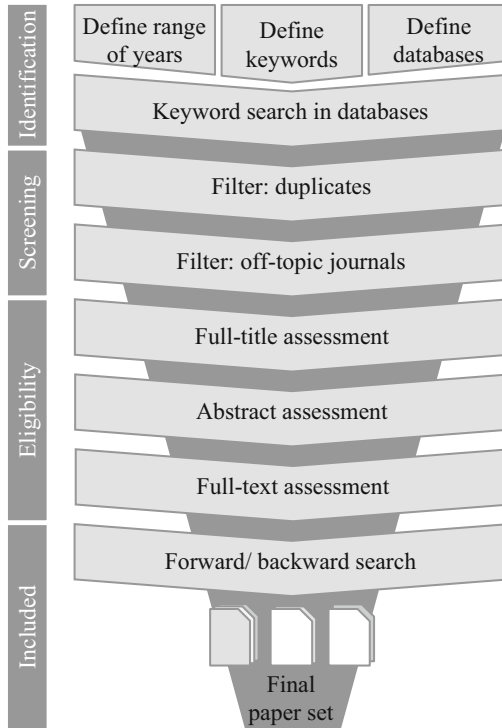 Identification
Define range
of years
Define
keywords
Define
databases
Keyword search in databases
Screening
Filter: duplicates
Filter: off-topic journals
Eligibility
Full-title assessment
Abstract assessment
Full-text assessment
Included
Forward/ backward search
Final
paper set